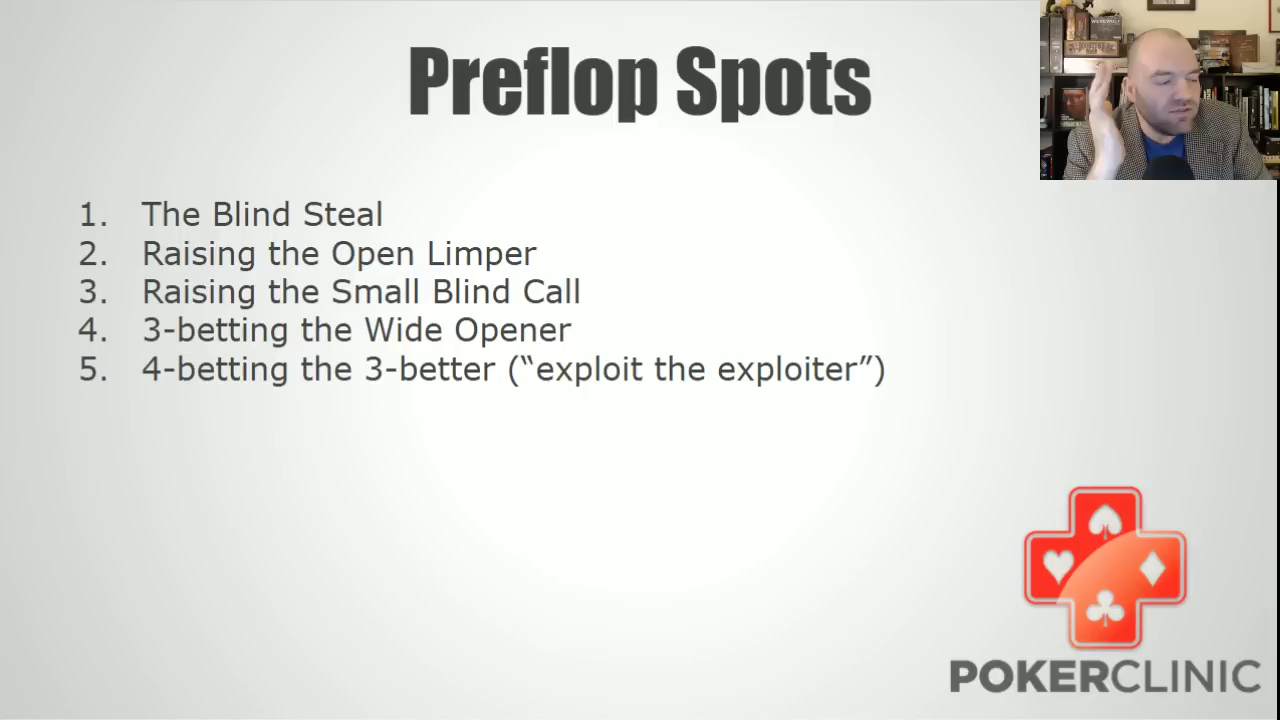 Preflop Spots
1. The Blind Steal
2. Raising the Open Limper
3. Raising the Small Blind Call
4. 3-betting the Wide Opener
5. 4-betting the 3-better (“exploit the exploiter”)
WEREWOLF
POKERCLINIC